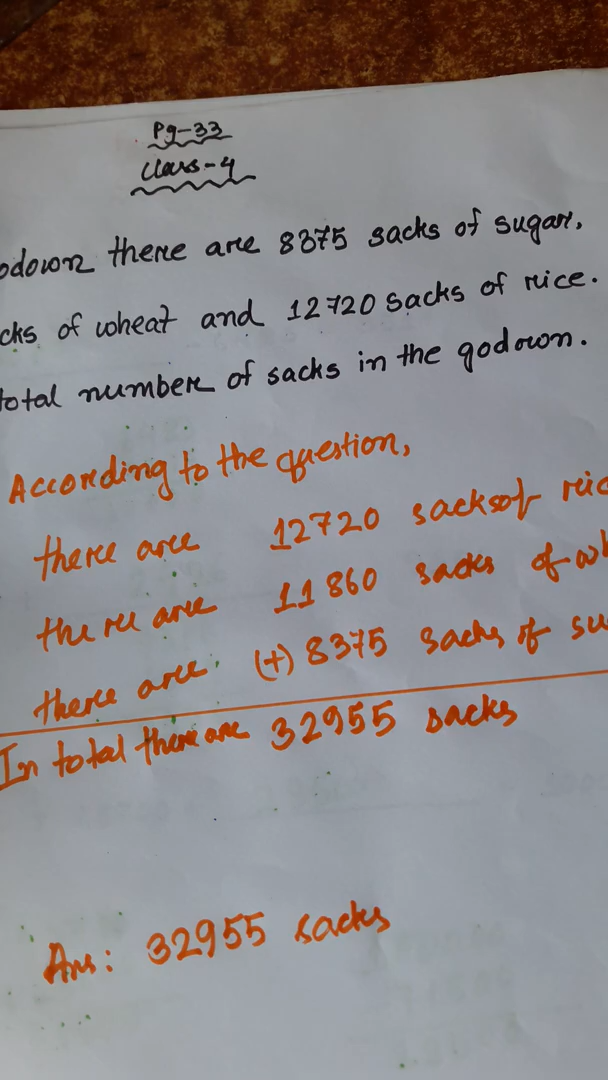 Pg-33
Class-4
odown there are 8375 sacks of sugar,
cks of wheat and 12720 sacks of rice.
total number of sacks in the godown.
According to the question,
there are 12720 sacks of ric
there are 11860 sacks of wh
there are (+) 8375 sacks of su
In total there are 32955 sacks
Ans: 32955 sacks